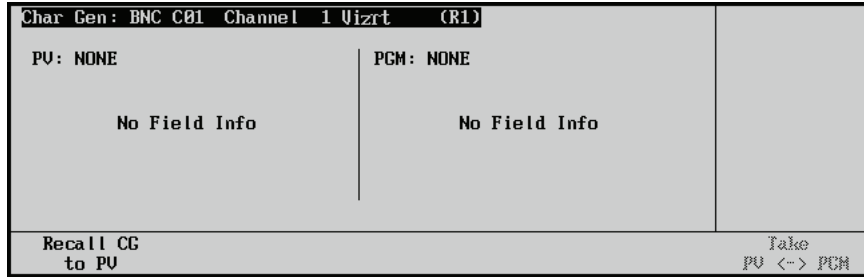 Char Gen: BNC C01 Channel 1 Vizrt (R1)
PV: NONE
PGM: NONE
No Field Info
No Field Info
Recall CG
to PV
Take
PV <-> PGM